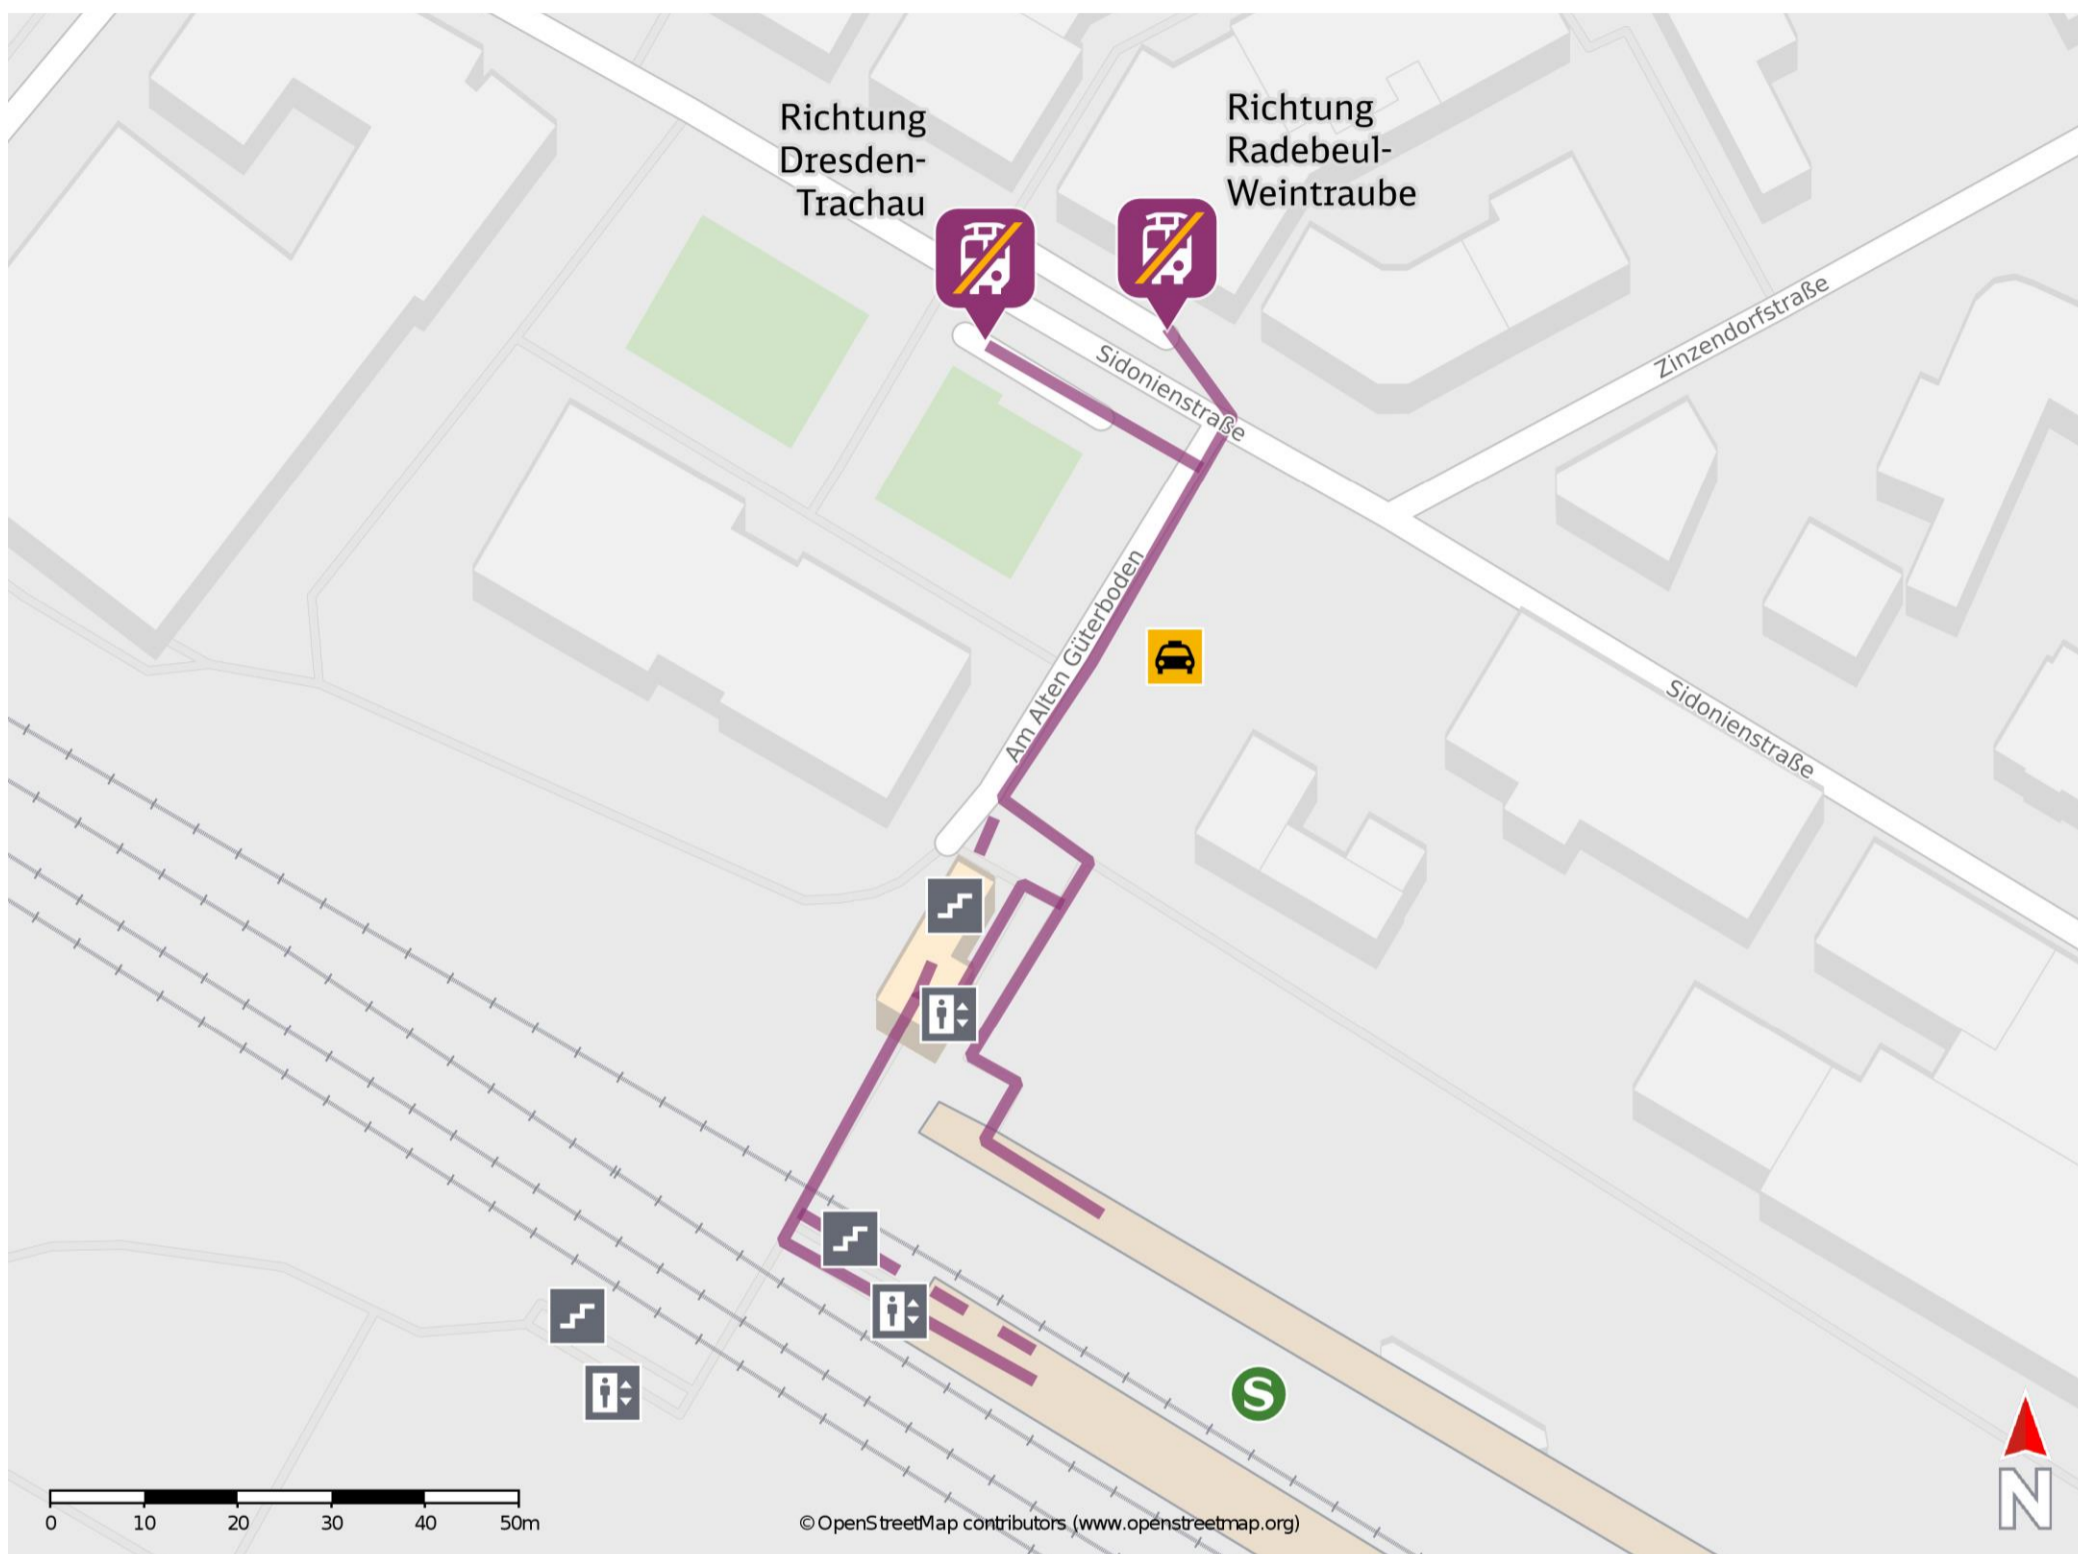 Richtung
Dresden-
Trachau
Richtung
Radebeul-
Weintraube
Sidonienstraße
Zinzendorfstraße
Am Alten Güterboden
Sidonienstraße
S
N
0 10 20 30 40 50m
© OpenStreetMap contributors (www.openstreetmap.org)